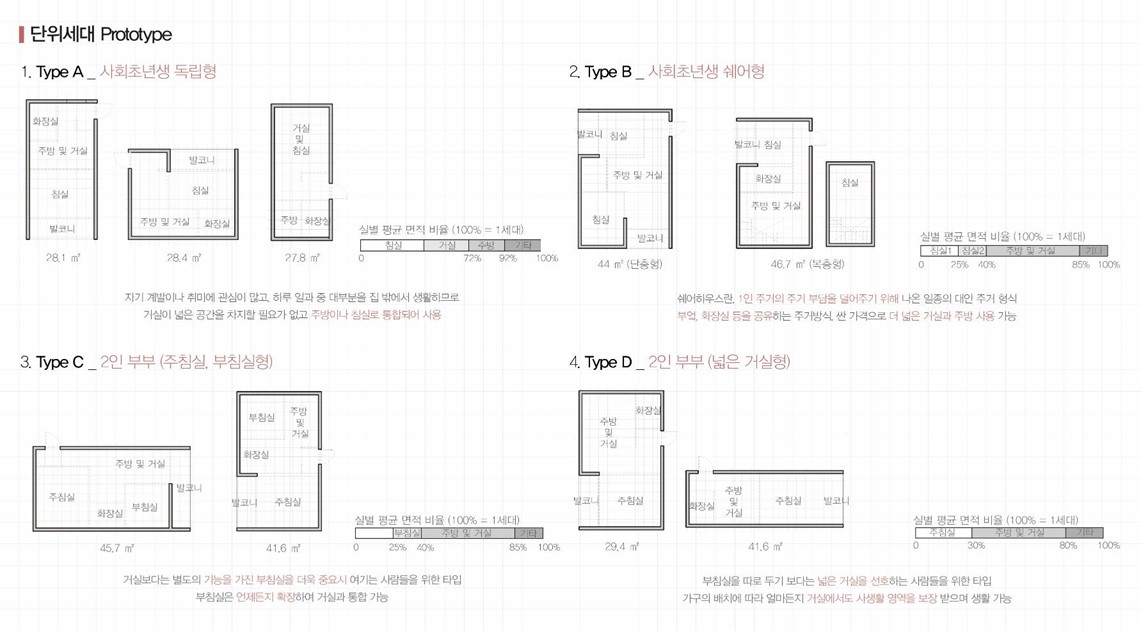 단위세대 Prototype
1. Type A _ 사회초년생 독립형
화장실
주방 및 거실
침실
발코니
28.1 ㎡
발코니
침실
주방 및 거실
화장실
28.4 ㎡
거실
및
침실
주방
화장실
27.8 ㎡
실별 평균 면적 비율 (100% = 1세대)
침실 거실 주방 기타
0 72% 92% 100%
자기 계발이나 취미에 관심이 많고, 하루 일과 중 대부분을 집 밖에서 생활하므로
거실이 넓은 공간을 차지할 필요가 없고 주방이나 침실로 통합되어 사용
2. Type B _ 사회초년생 쉐어형
발코니 침실
주방 및 거실
침실
발코니
44 ㎡ (단층형)
발코니 침실
화장실
주방 및 거실
침실
46.7 ㎡ (복층형)
실별 평균 면적 비율 (100% = 1세대)
침실1 침실2 주방 및 거실 기타
0 25% 40% 85% 100%
쉐어하우스란, 1인 주거의 주거 부담을 덜어주기 위해 나온 일종의 대안 주거 형식
부엌, 화장실 등을 공유하는 주거방식, 싼 가격으로 더 넓은 거실과 주방 사용 가능
3. Type C _ 2인 부부 (주침실, 부침실형)
주방 및 거실
주침실
화장실
부침실
발코니
45.7 ㎡
부침실
주방
및
거실
화장실
발코니
주침실
41.6 ㎡
실별 평균 면적 비율 (100% = 1세대)
부침실 주방 및 거실 기타
0 25% 40% 85% 100%
거실보다는 별도의 기능을 가진 부침실을 더욱 중요시 여기는 사람들을 위한 타입
부침실은 언제든지 확장하여 거실과 통합 가능
4. Type D _ 2인 부부 (넓은 거실형)
화장실
주방
및
거실
발코니
주침실
29.4 ㎡
화장실
주방
및
거실
주침실
발코니
41.6 ㎡
실별 평균 면적 비율 (100% = 1세대)
주침실 주방 및 거실 기타
0 30% 80% 100%
부침실을 따로 두기 보다는 넓은 거실을 선호하는 사람들을 위한 타입
가구의 배치에 따라 얼마든지 거실에서도 사생활 영역을 보장 받으며 생활 가능